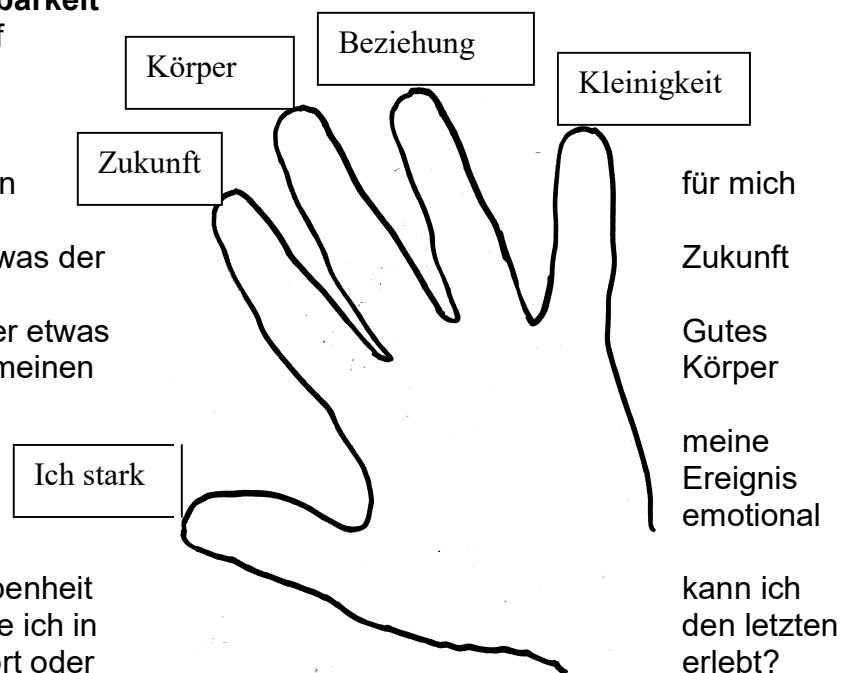 barkeit
f
Beziehung
Körper
Kleinigkeit
Zukunft
n
für mich
was der
Zukunft
er etwas
Gutes
meinen
Körper
meine
Ich stark
Ereignis
emotional
benheit
kann ich
e ich in
den letzten
ort oder
erlebt?